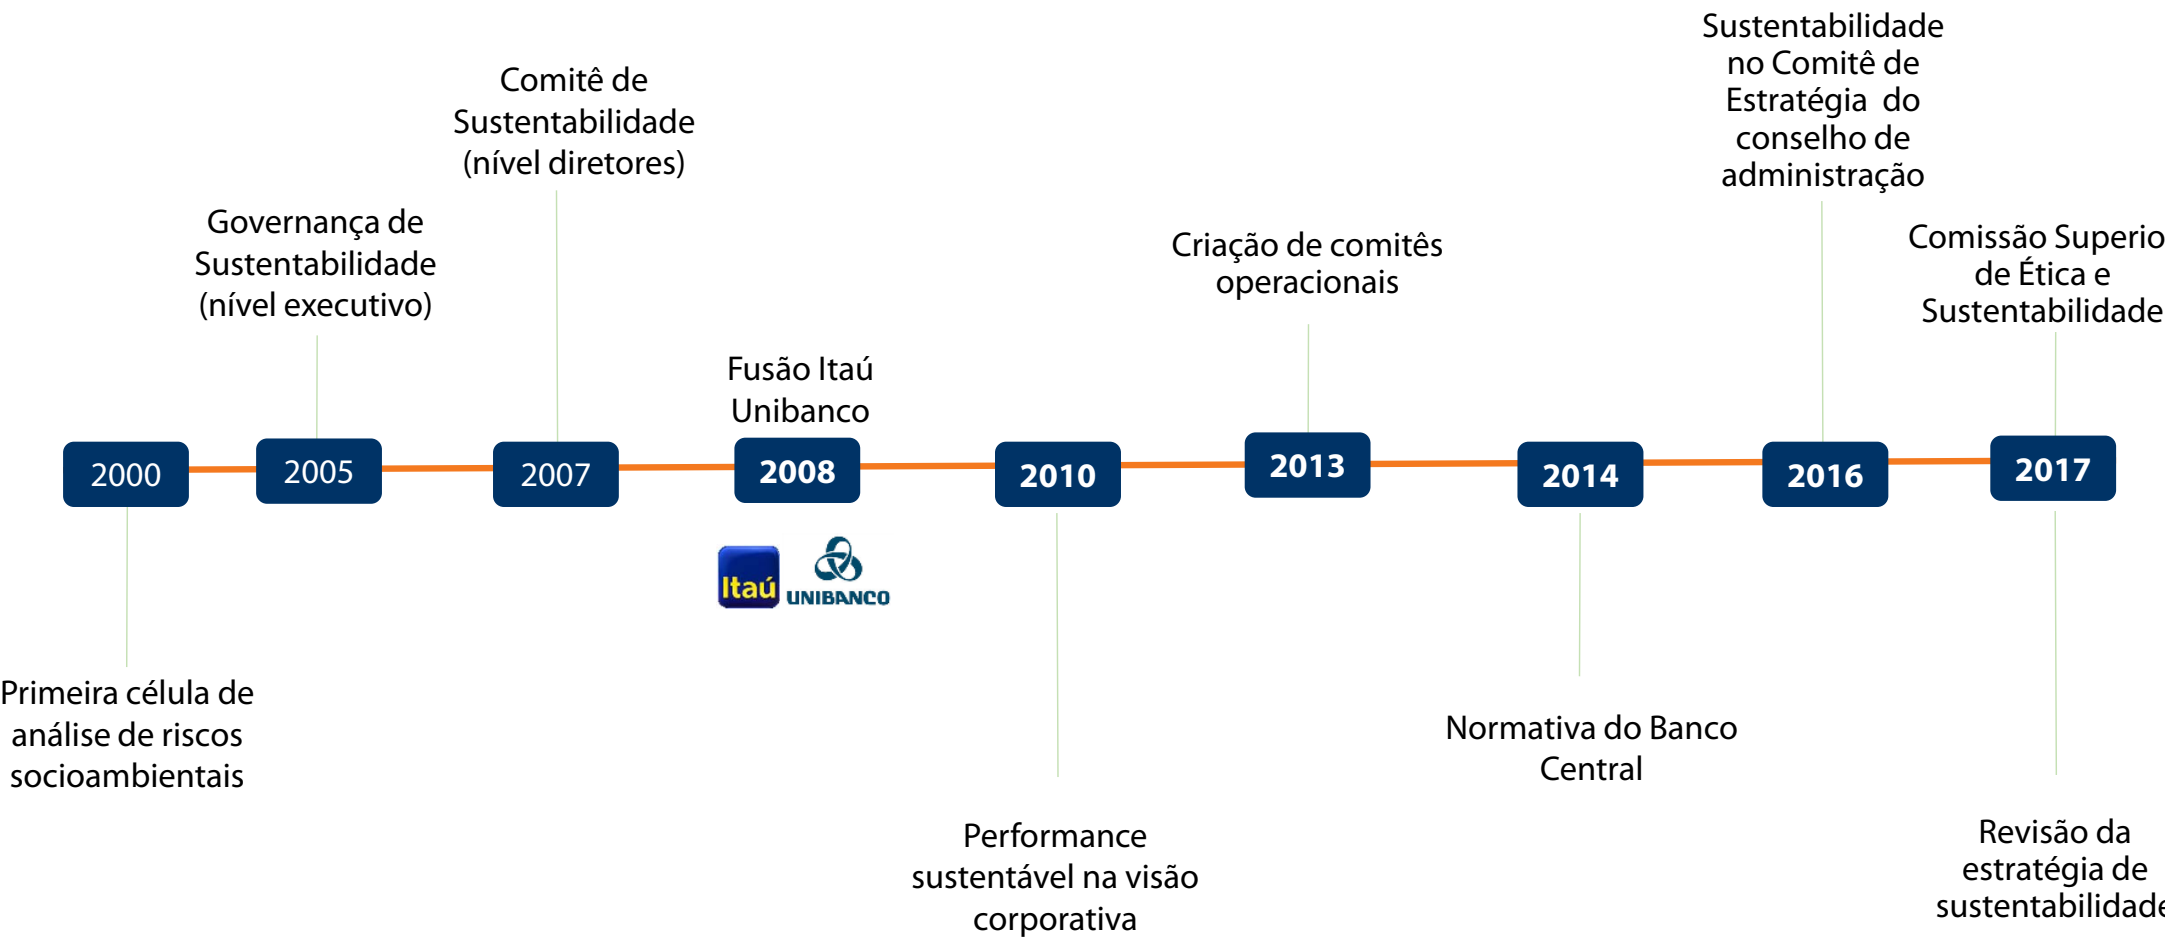 Sustentabilidade
no Comitê de
Estratégia do
conselho de
administração
Comitê de
Sustentabilidade
(nível diretores)
Governança de
Sustentabilidade
(nível executivo)
Criação de comitês
operacionais
Comissão Superio
de Ética e
Sustentabilidade
Fusão Itaú
Unibanco
2000
2005
2007
2008
2010
2013
2014
2016
2017
Itaú
UNIBANCO
Primeira célula de
análise de riscos
socioambientais
Normativa do Banco
Central
Performance
sustentável na visão
corporativa
Revisão da
estratégia de
sustentabilidade